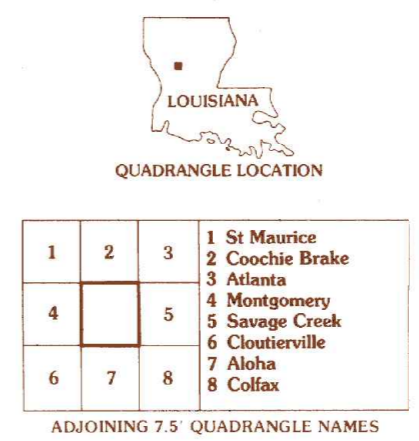 LOUISIANA
QUADRANGLE LOCATION
1 2 3
4 5
6 7 8
1 St Maurice
2 Coochie Brake
3 Atlanta
4 Montgomery
5 Savage Creek
6 Cloutierville
7 Aloha
8 Colfax
ADJOINING 7.5′ QUADRANGLE NAMES